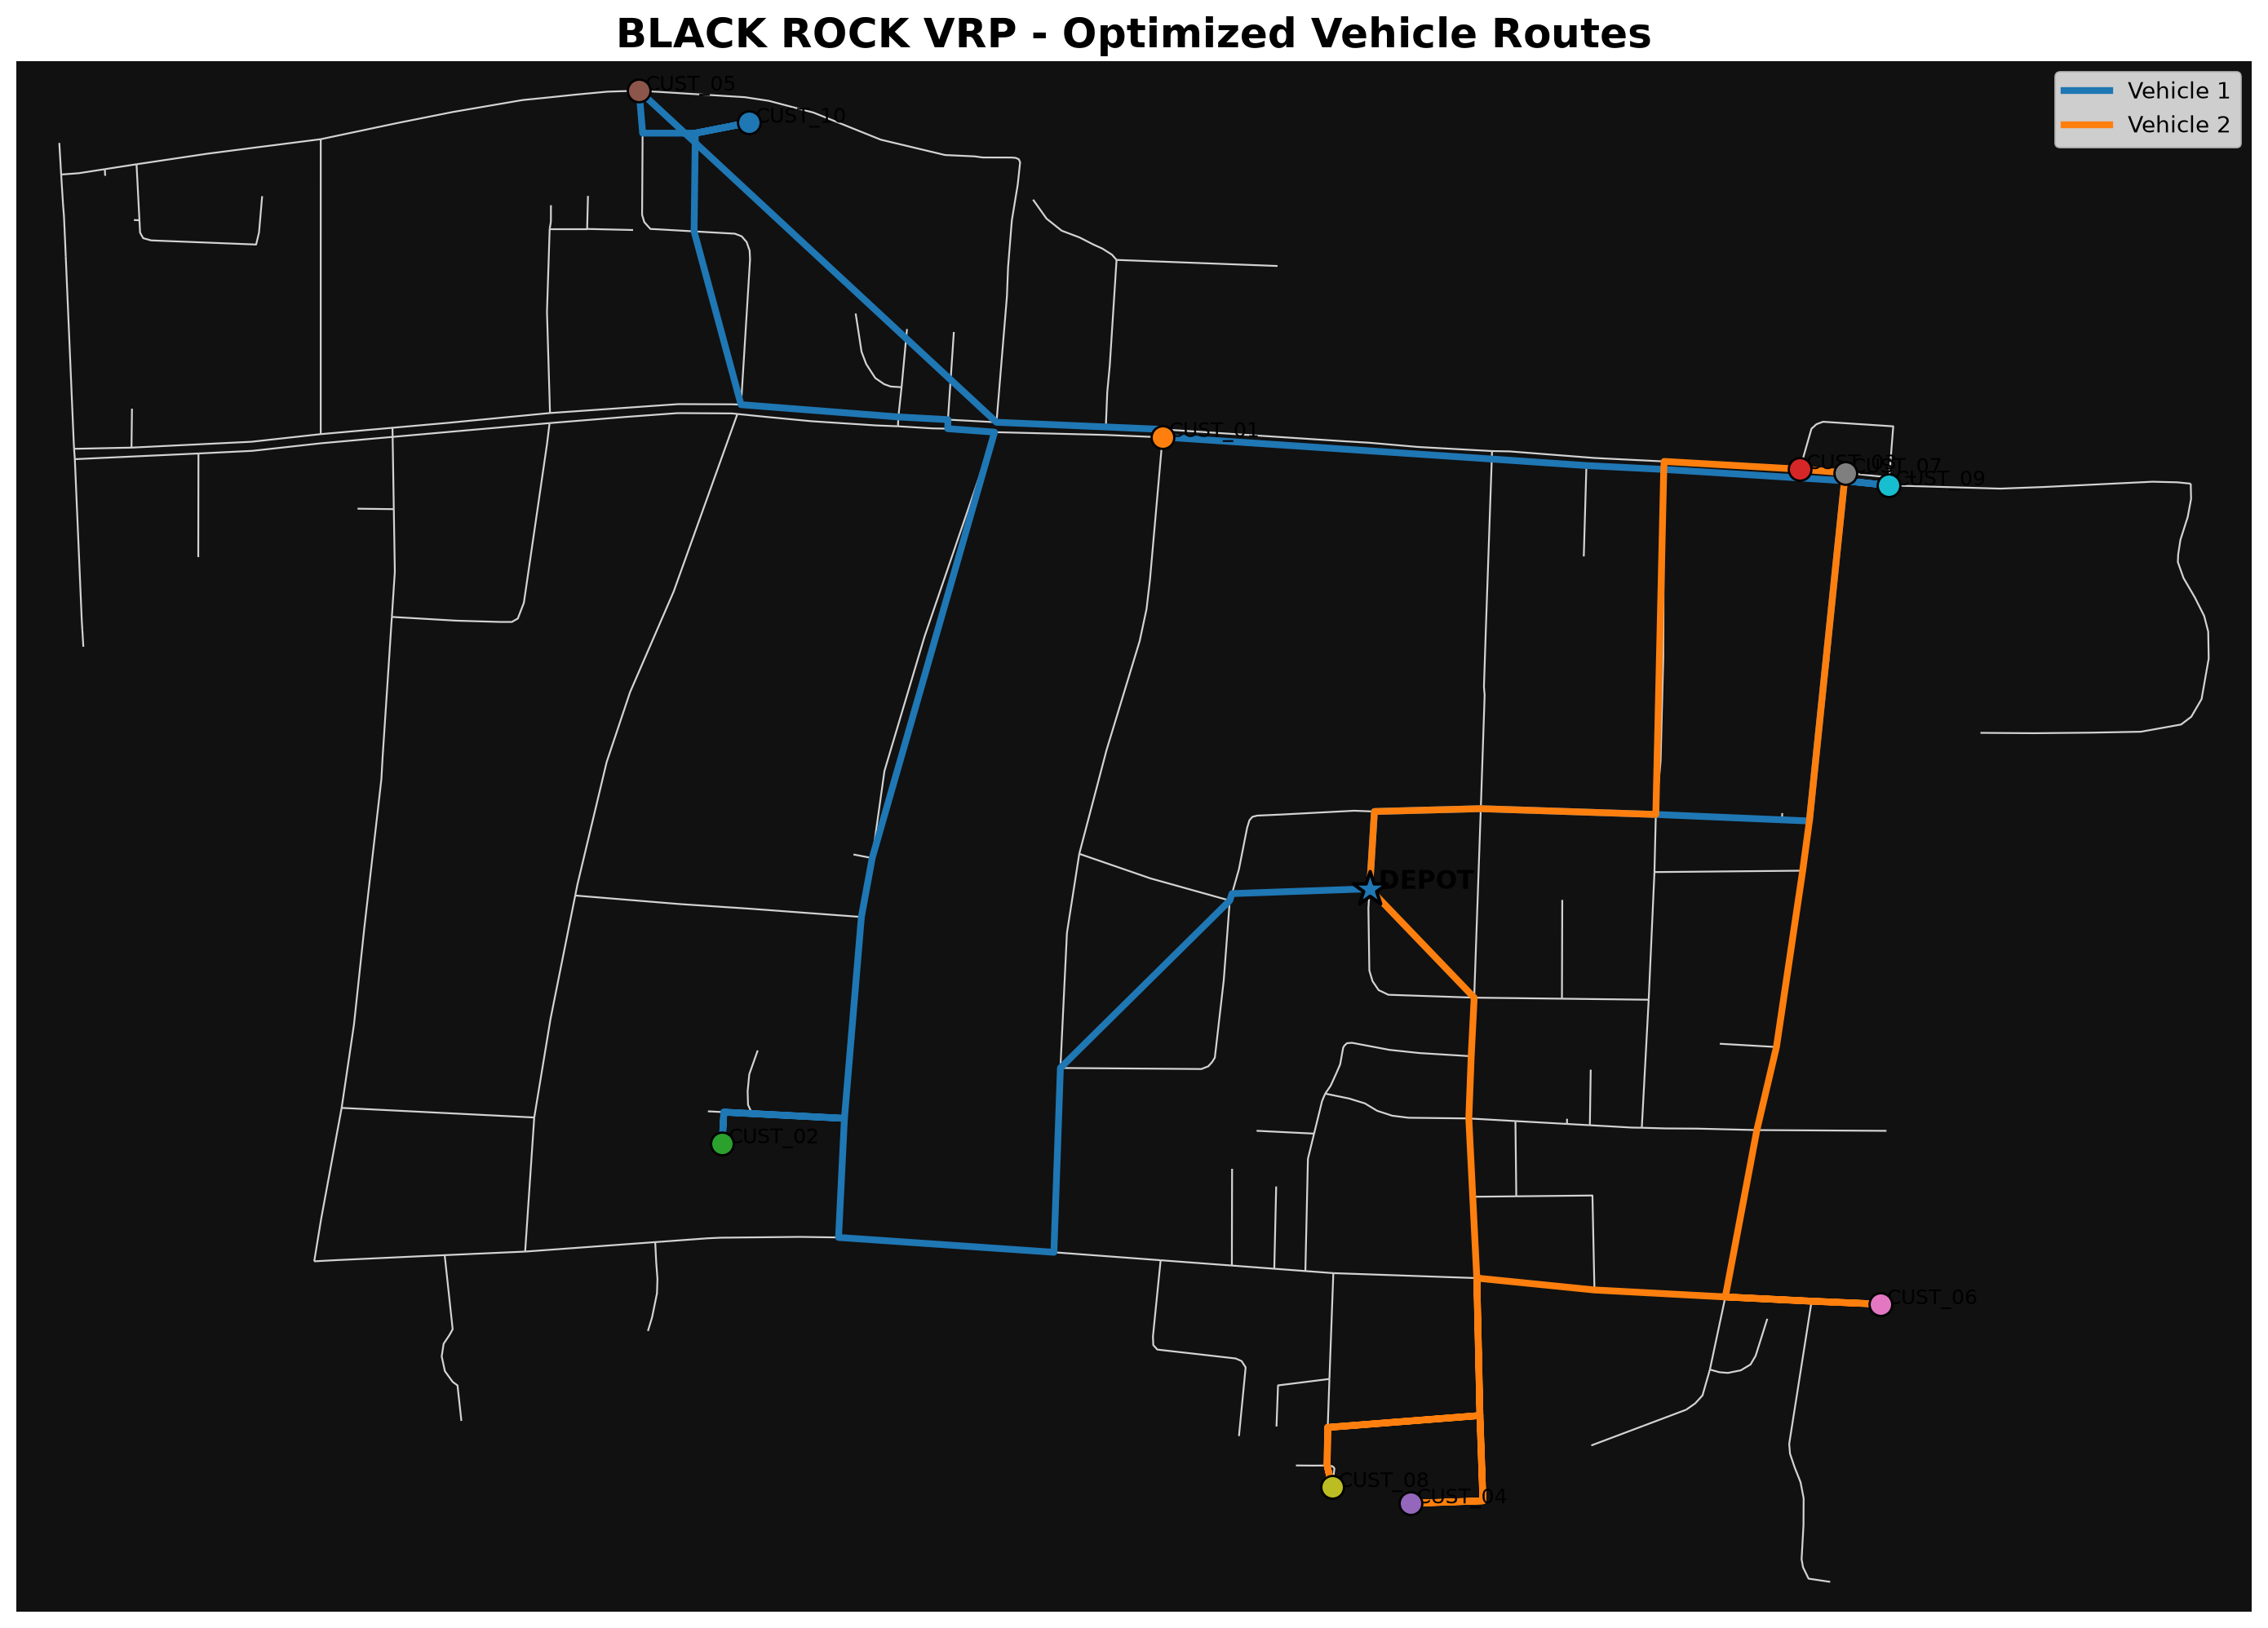 BLACK ROCK VRP - Optimized Vehicle Routes
Vehicle 1
Vehicle 2
CUST_05
CUST_10
CUST_01
CUST_07
CUST_09
DEPOT
CUST_02
CUST_06
CUST_08
CUST_04